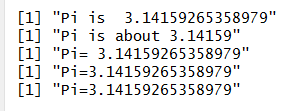 [1] "Pi is  3.14159265358979"
[1] "Pi is about 3.14159"
[1] "Pi= 3.14159265358979"
[1] "Pi=3.14159265358979"
[1] "Pi=3.14159265358979"